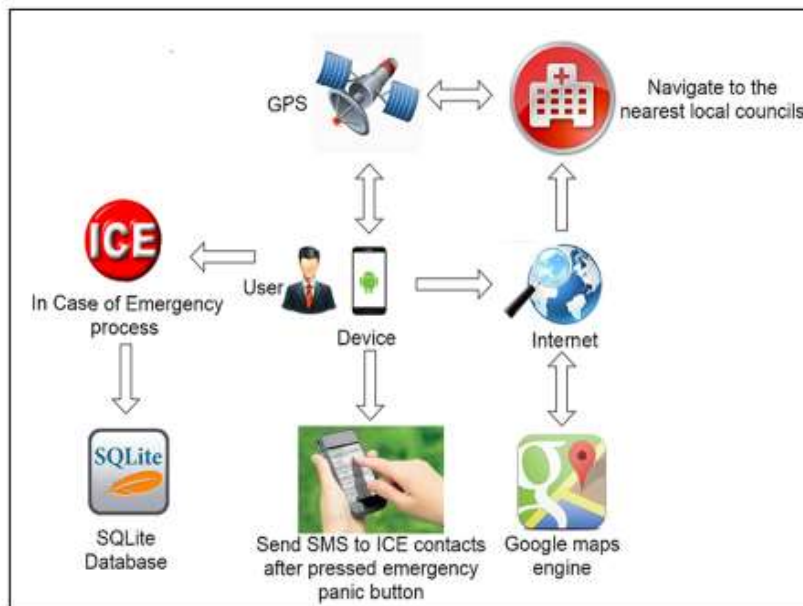 GPS
Navigate to the
nearest local councils
ICE
User
In Case of Emergency
process
Device
Internet
SQLite
g
SQLite
Database
Send SMS to ICE contacts
after pressed emergency
panic button
Google maps
engine